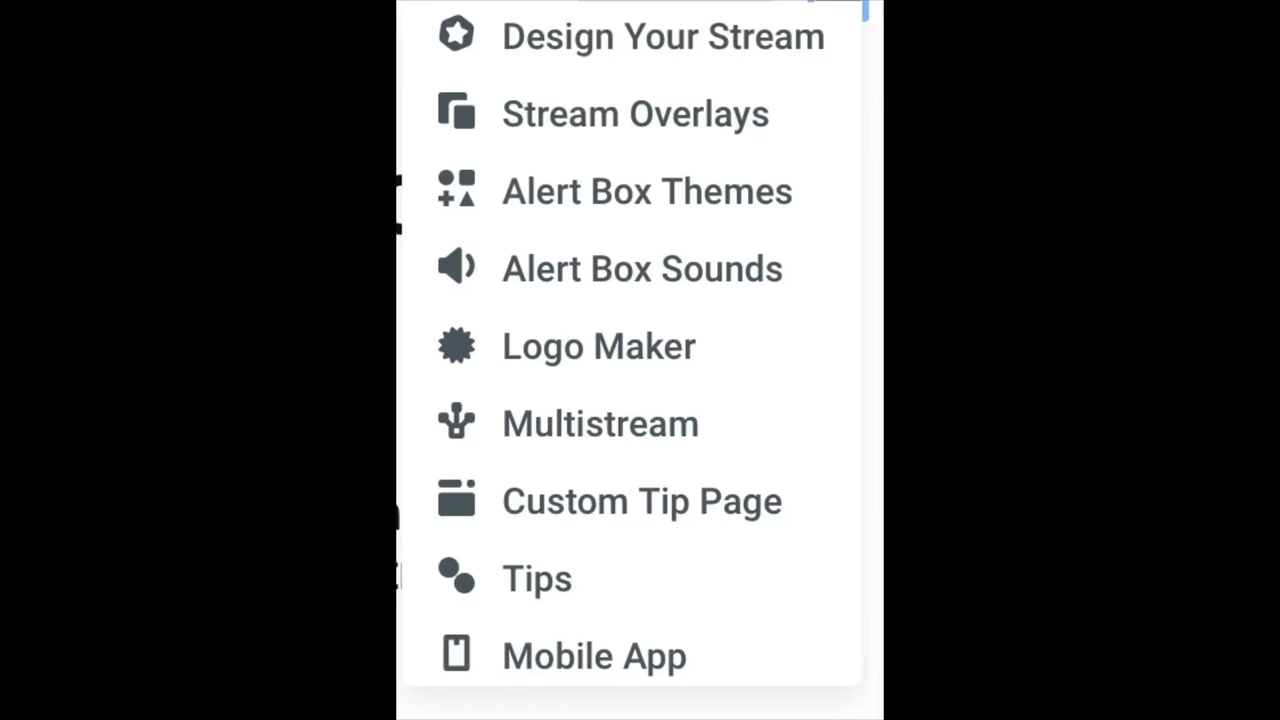 Design Your Stream
Stream Overlays
Alert Box Themes
Alert Box Sounds
Logo Maker
Multistream
Custom Tip Page
Tips
Mobile App